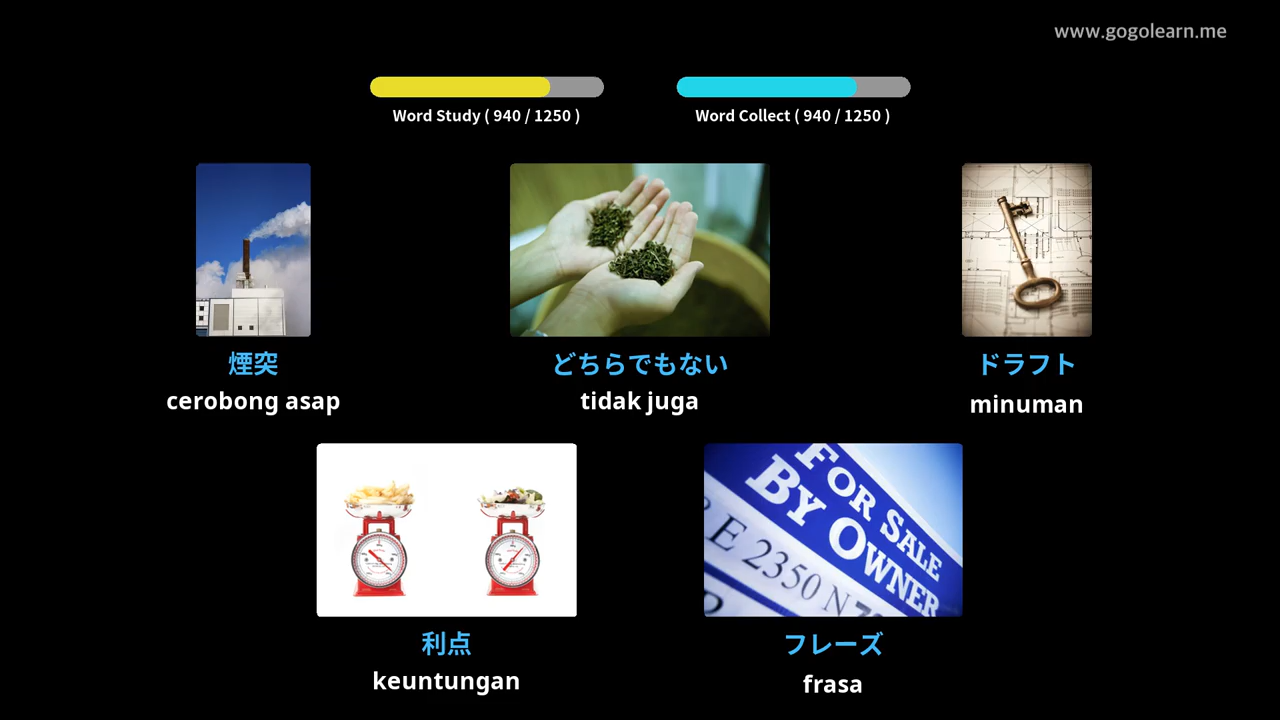 www.gogolearn.me
Word Study ( 940 / 1250 )
Word Collect ( 940 / 1250 )
煙突
cerobong asap
どちらでもない
tidak juga
ドラフト
minuman
FOR SALE
BY OWNER
E 2350 N
利点
keuntungan
フレーズ
frasa